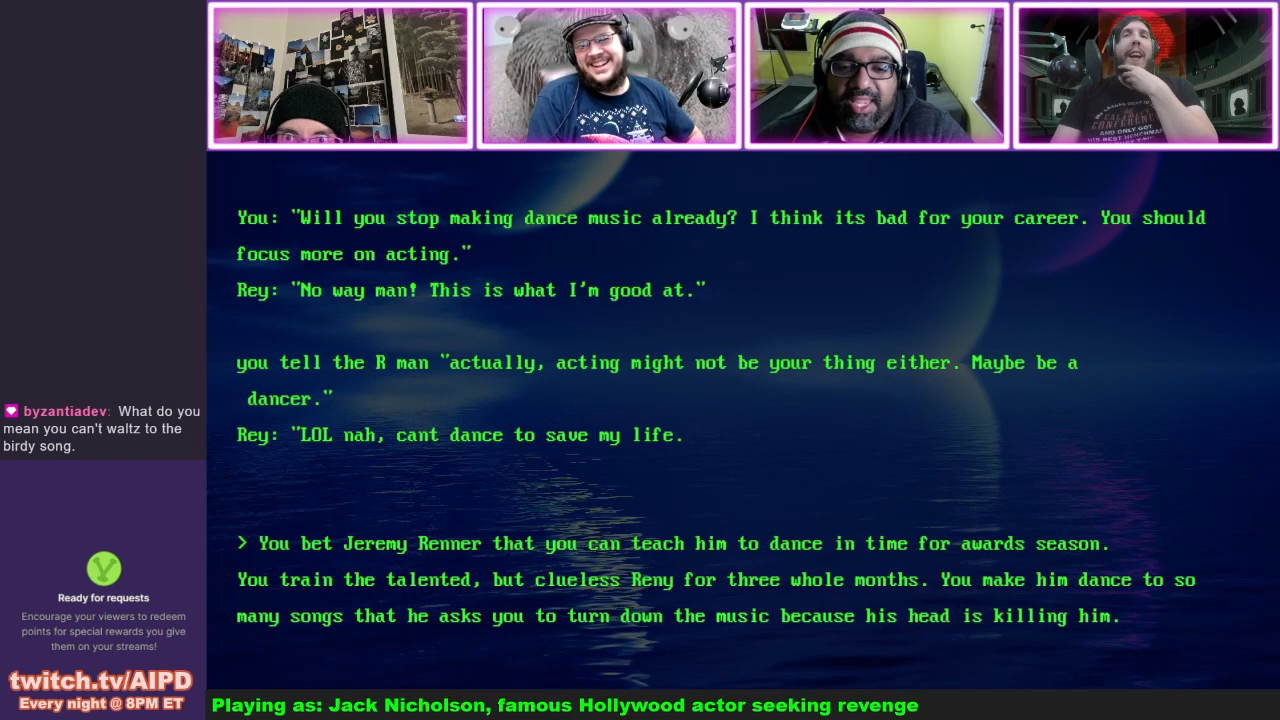 AND ONLY GOT
You: "Will you stop making dance music already? I think its bad for your career. You should
focus more on acting."
Rey: "No way man! This is what I'm good at."
you tell the R man "actually, acting might not be your thing either. Maybe be a
dancer."
Rey: "LOL nah, cant dance to save my life.
> You bet Jeremy Renner that you can teach him to dance in time for awards season.
You train the talented, but clueless Reny for three whole months. You make him dance to so
many songs that he asks you to turn down the music because his head is killing him.
byzantiadev: What do you
mean you can't waltz to the
birdy song.
Ready for requests
Encourage your viewers to redeem
points for special rewards you give
them on your streams!
twitch.tv/AIPD
Every night @ 8PM ET
Playing as: Jack Nicholson, famous Hollywood actor seeking revenge